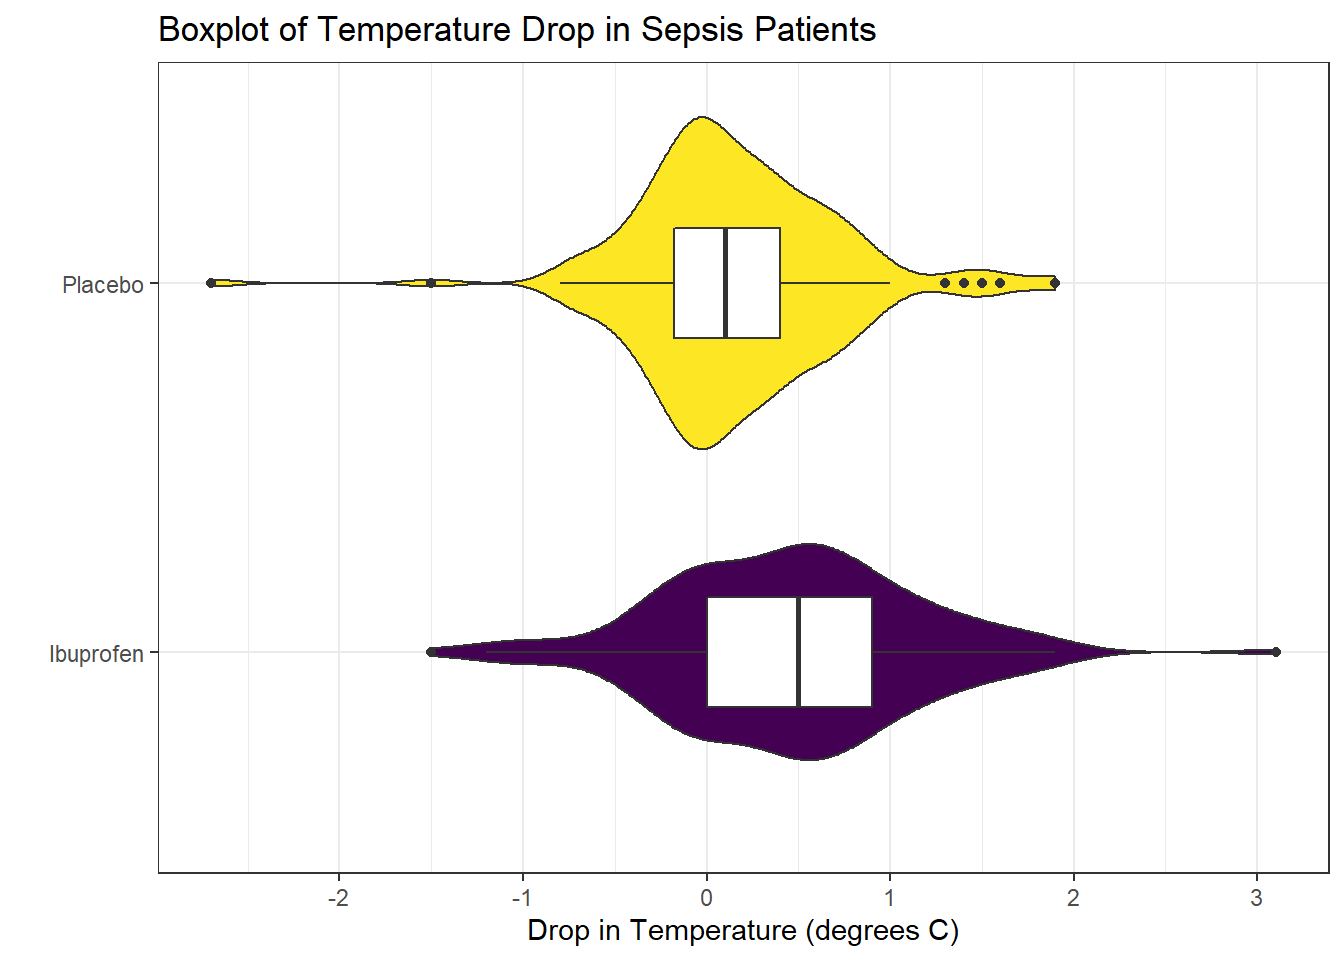 Boxplot of Temperature Drop in Sepsis Patients
Placebo
Ibuprofen
-2 -1 0 1 2 3
Drop in Temperature (degrees C)